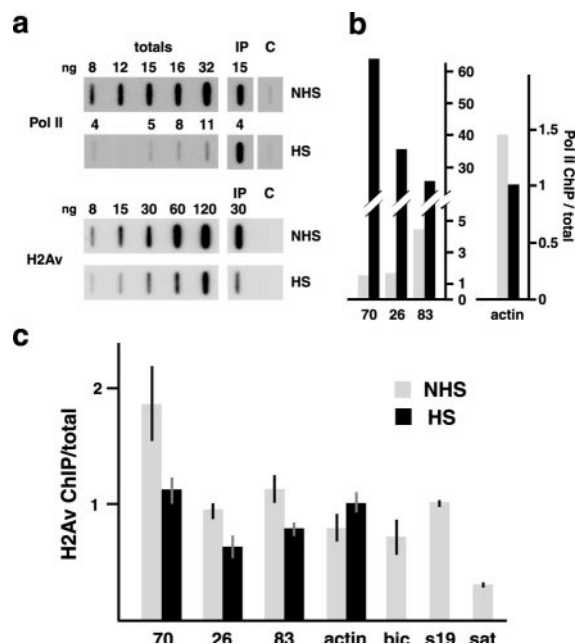 a
totals IP C
ng 8 12 15 16 32 15
NHS
Pol II
4 5 8 11 4
HS
IP C
ng 8 15 30 60 120 30
NHS
H2Av
HS
b
60
40
30
5
3
1
0
70 26 83
1.5
1
0.5
0
actin
Pol II ChIP / total
c
2
1
H2Av ChIP/total
NHS
HS
70 26 83 actin bic s19 sat